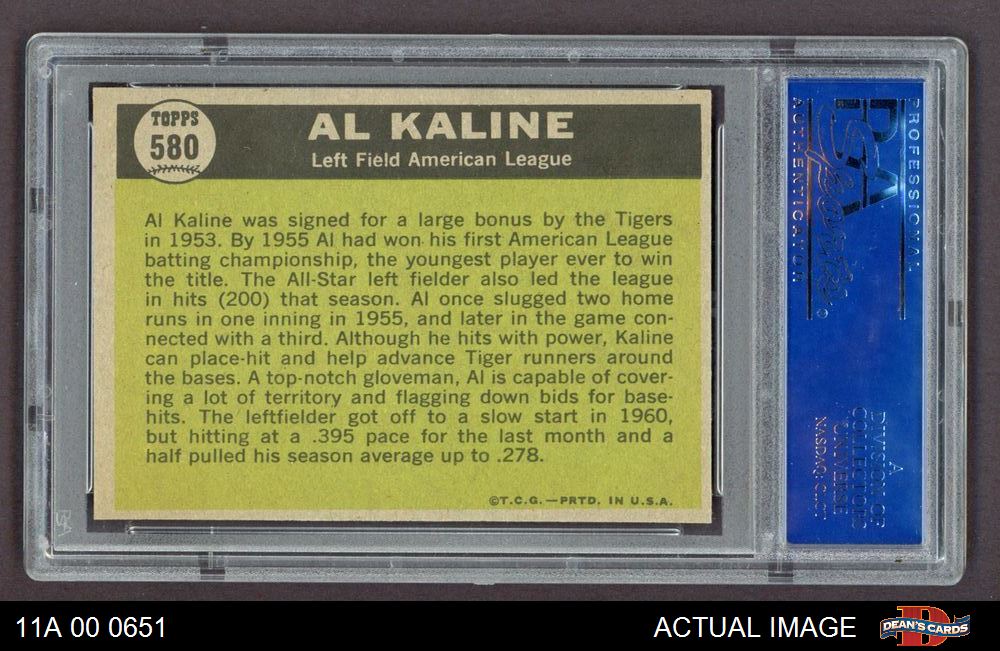 TOPPS
580
AL KALINE
Left Field American League
Al Kaline was signed for a large bonus by the Tigers
in 1953. By 1955 Al had won his first American League
batting championship, the youngest player ever to win
the title. The All-Star left fielder also led the league
in hits (200) that season. Al once slugged two home
runs in one inning in 1955, and later in the game con-
nected with a third. Although he hits with power, Kaline
can place-hit and help advance Tiger runners around
the bases. A top-notch gloveman, Al is capable of cover-
ing a lot of territory and flagging down bids for base-
hits. The leftfielder got off to a slow start in 1960,
but hitting at a .395 pace for the last month and a
half pulled his season average up to .278.
©T.C.G.—PRTD. IN U.S.A.
PROFESSIONAL
PSA
AUTHENTICATOR
A
DIVISION OF
COLLECTORS
UNIVERSE
NASDAQ: CLCT
11A 00 0651
ACTUAL IMAGE
DEAN'S CARDS